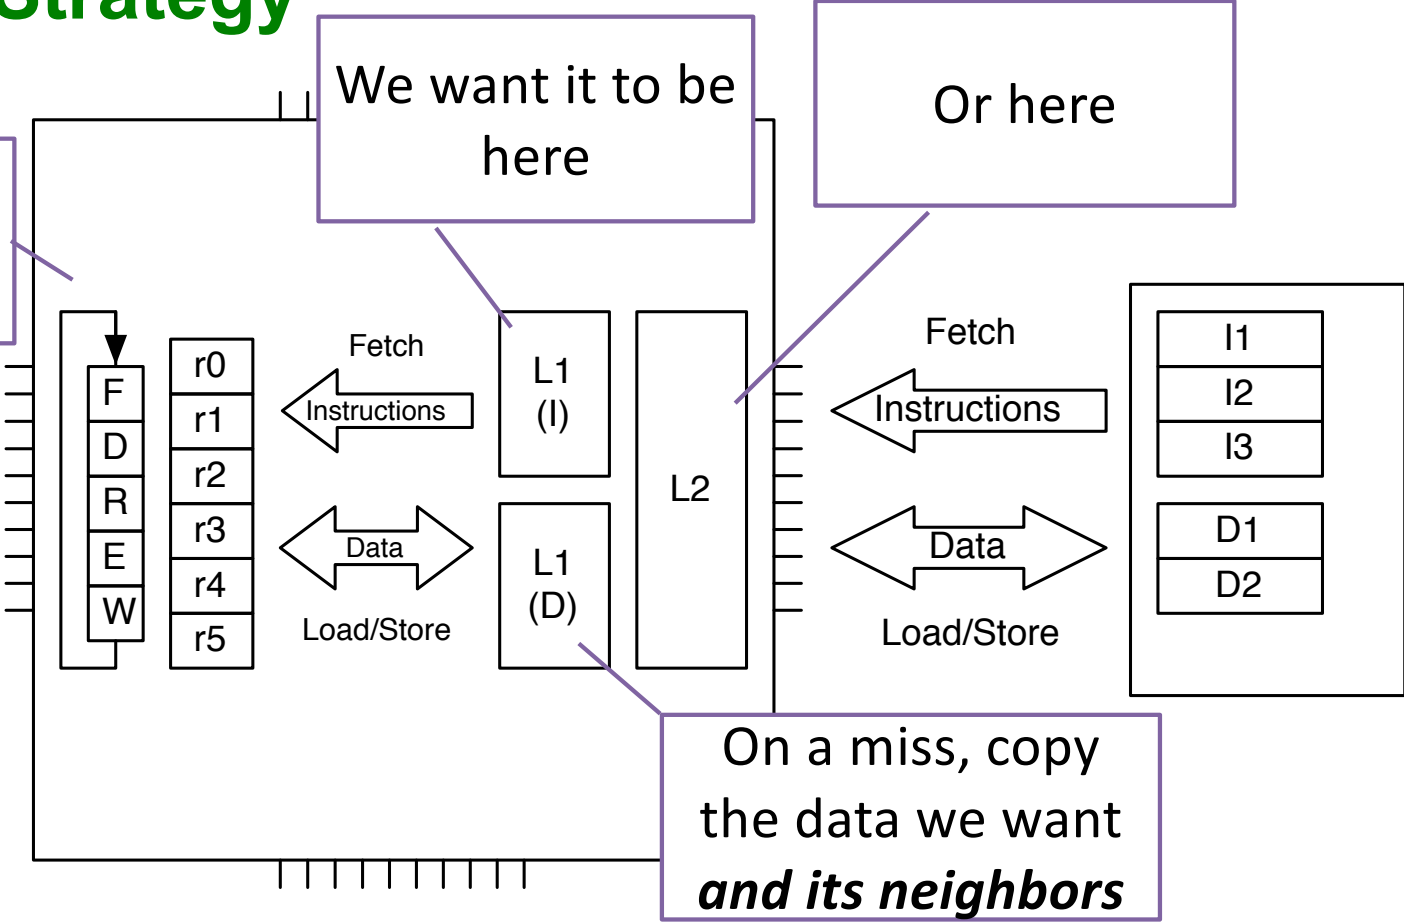 Strategy
We want it to be
here
Or here
F
D
R
E
W
r0
r1
r2
r3
r4
r5
Fetch
Instructions
Data
Load/Store
L1
(I)
L1
(D)
L2
Fetch
Instructions
Data
Load/Store
I1
I2
I3
D1
D2
On a miss, copy
the data we want
and its neighbors